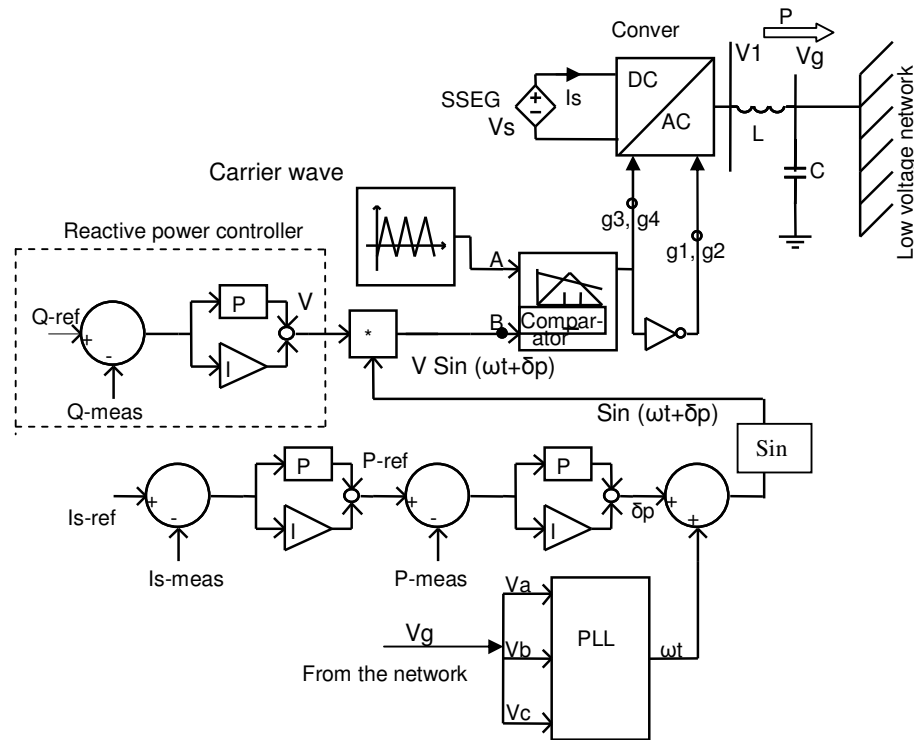 Conver
P
V1
Vg
DC
AC
SSEG
Vs
Is
L
C
Low voltage network
Carrier wave
g3, g4
g1, g2
Reactive power controller
A
B
Compar-
ator
Q-ref
+
-
P
I
V
*
V Sin (ωt+δp)
Q-meas
Sin (ωt+δp)
Sin
Is-ref
+
-
P
I
P-ref
+
-
P
I
δp
+
+
Is-meas
P-meas
Va
Vg
Vb
PLL
ωt
From the network
Vc